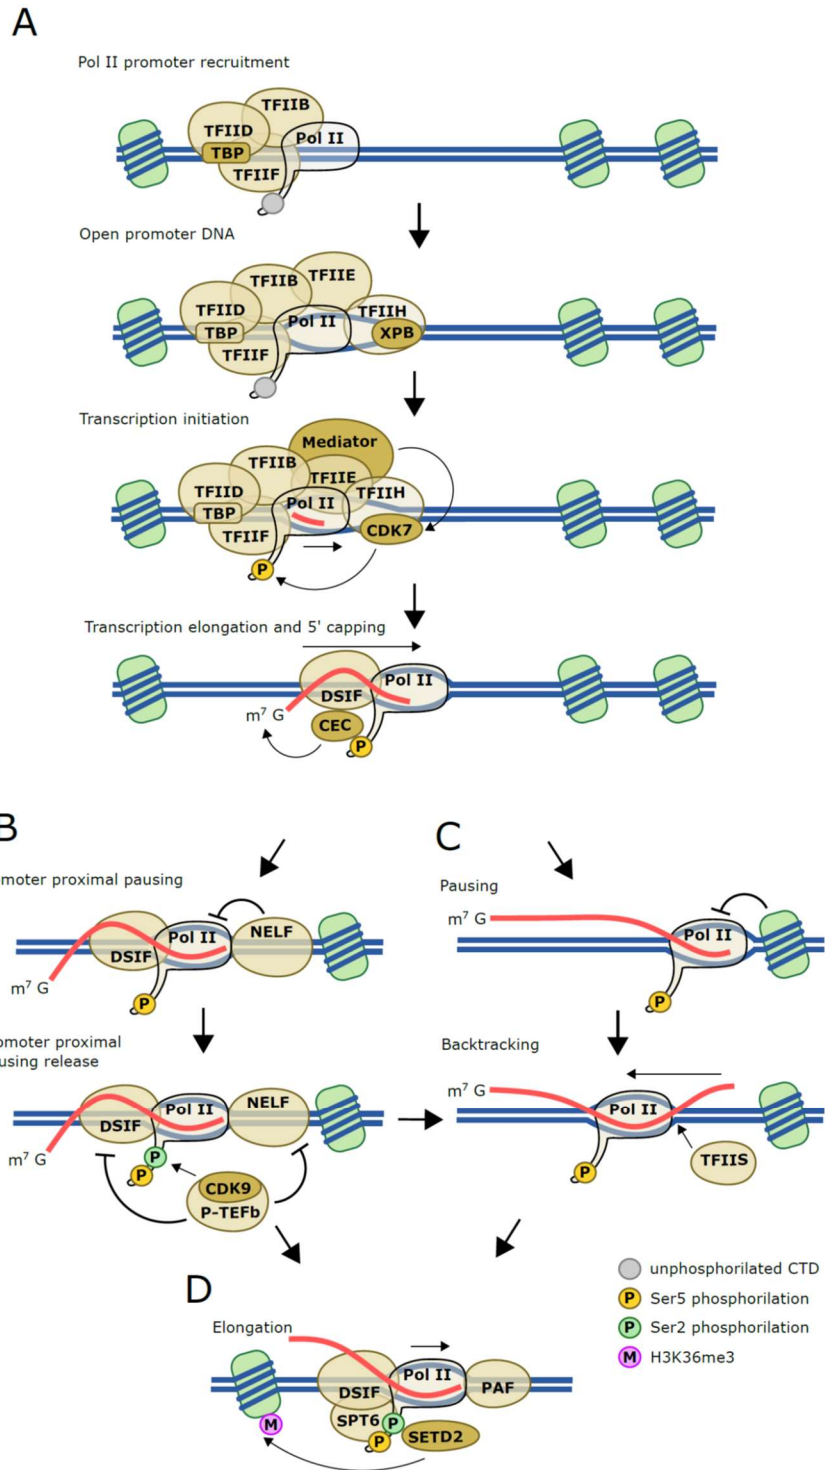 A
Pol II promoter recruitment
TFIIB
TFIID
Pol II
TBP
TFIIF
Open promoter DNA
TFIIE
TFIIB
TFIID
TFIIH
Pol II
TBP
XPB
TFIIF
Transcription initiation
Mediator
TFIIB
TFIIE
TFIID
TFIIH
Pol II
TBP
CDK7
TFIIF
P
Transcription elongation and 5' capping
Pol II
DSIF
m⁷ G
CEC
P
B
omoter proximal pausing
Pol II
NELF
DSIF
m⁷ G
P
omoter proximal
using release
NELF
Pol II
DSIF
m⁷ G
P
P
CDK9
P-TEFb
C
Pausing
m⁷ G
Pol II
P
Backtracking
m⁷ G
Pol II
TFIIS
P
D
Elongation
Pol II
DSIF
PAF
SPT6
P
SETD2
M
P
unphosphorilated CTD
P Ser5 phosphorilation
P Ser2 phosphorilation
M H3K36me3